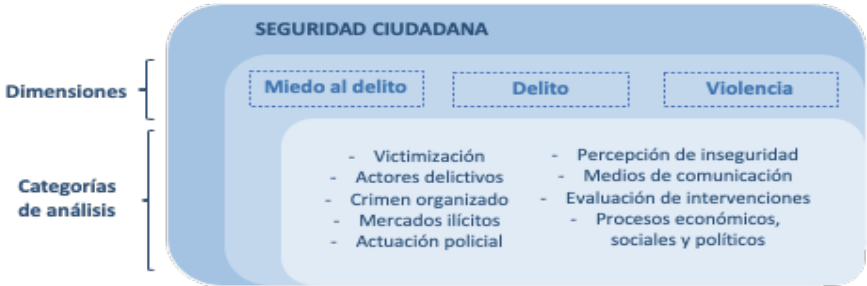 SEGURIDAD CIUDADANA
Dimensiones
Miedo al delito
Delito
Violencia
Categorías
de análisis
- Victimización
- Actores delictivos
- Crimen organizado
- Mercados ilícitos
- Actuación policial
- Percepción de inseguridad
- Medios de comunicación
- Evaluación de intervenciones
- Procesos económicos,
sociales y políticos